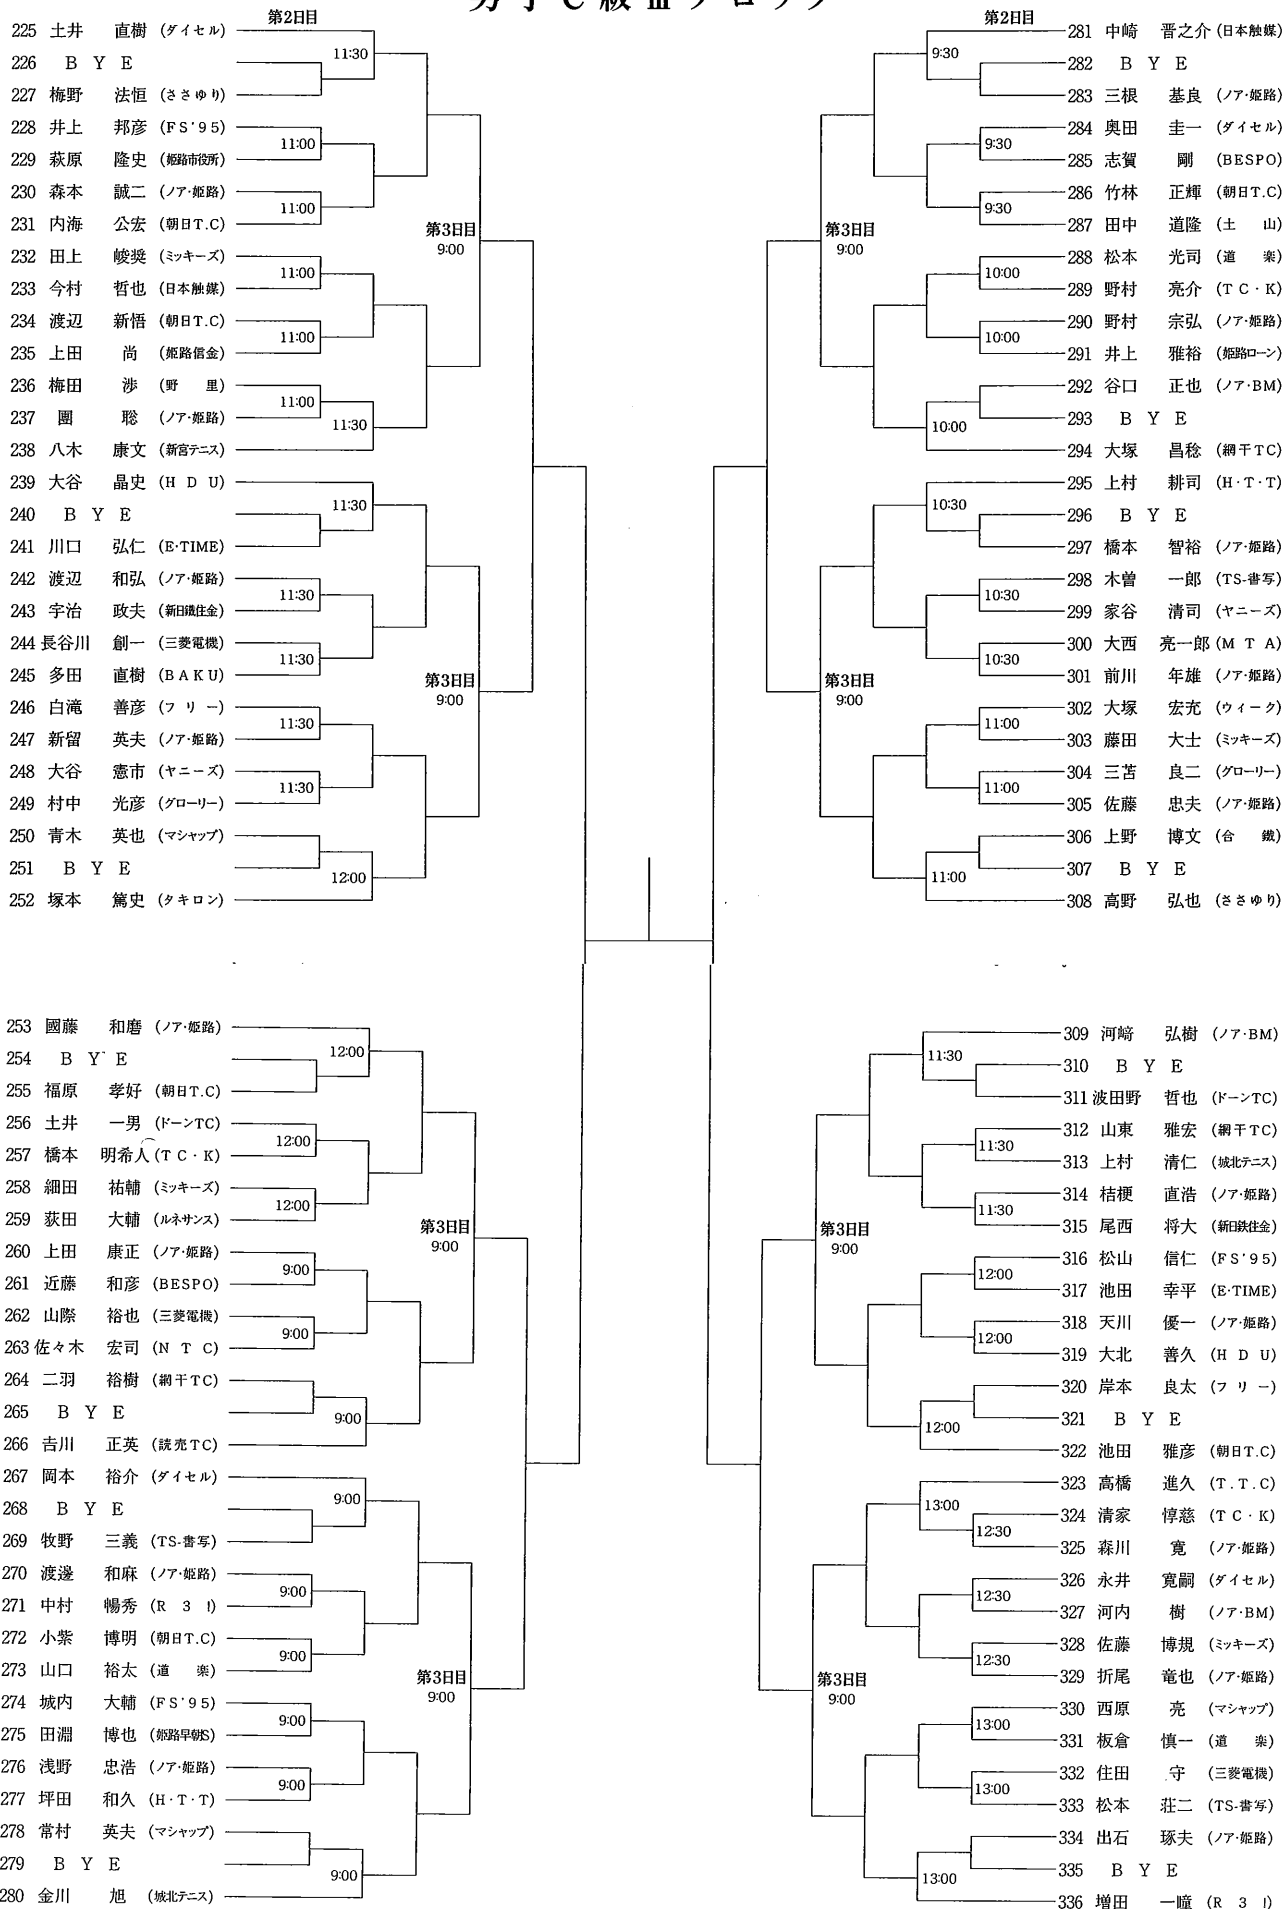 男子C級Ⅲブロック
第2日目
225 土井 直樹 (ダイセル)
11:30
226 B Y E
227 梅野 法恒 (ささゆり)
228 井上 邦彦 (FS'95)
11:00
229 萩原 隆史 (姫路市役所)
230 森本 誠二 (ノア·姫路)
11:00
231 内海 公宏 (朝日T.C)
第3日目
9:00
232 田上 峻奨 (ミッキーズ)
11:00
233 今村 哲也 (日本触媒)
234 渡辺 新悟 (朝日T.C)
11:00
235 上田 尚 (姫路信金)
236 梅田 渉 (野 里)
11:00
237 團 聡 (ノア·姫路)
11:30
238 八木 康文 (新宮テニス)
239 大谷 晶史 (H D U)
11:30
240 B Y E
241 川口 弘仁 (E·TIME)
242 渡辺 和弘 (ノア·姫路)
11:30
243 宇治 政夫 (新日鐵住金)
244 長谷川 創一 (三菱電機)
11:30
245 多田 直樹 (BAKU)
第3日目
9:00
246 白滝 善彦 (フ リ ー)
11:30
247 新留 英夫 (ノア·姫路)
248 大谷 憲市 (ヤニーズ)
11:30
249 村中 光彦 (グローリー)
250 青木 英也 (マシャップ)
251 B Y E
12:00
252 塚本 篤史 (タキロン)
253 國藤 和磨 (ノア·姫路)
12:00
254 B Y E
255 福原 孝好 (朝日T.C)
256 土井 一男 (ドーンTC)
12:00
257 橋本 明希人 (T C · K)
258 細田 祐輔 (ミッキーズ)
12:00
259 荻田 大輔 (ルネサンス)
第3日目
9:00
260 上田 康正 (ノア·姫路)
9:00
261 近藤 和彦 (BESPO)
262 山際 裕也 (三菱電機)
9:00
263 佐々木 宏司 (N T C)
264 二羽 裕樹 (網干TC)
265 B Y E
9:00
266 吉川 正英 (読売TC)
267 岡本 裕介 (ダイセル)
9:00
268 B Y E
269 牧野 三義 (TS-書写)
270 渡邊 和麻 (ノア·姫路)
9:00
271 中村 暢秀 (R 3 !)
272 小紫 博明 (朝日T.C)
9:00
273 山口 裕太 (道 楽)
第3日目
9:00
274 城内 大輔 (FS'95)
9:00
275 田淵 博也 (姫路早朝S)
276 浅野 忠浩 (ノア·姫路)
9:00
277 坪田 和久 (H·T·T)
278 常村 英夫 (マシャップ)
279 B Y E
9:00
280 金川 旭 (城北テニス)
第2日目
281 中崎 晋之介 (日本触媒)
9:30
282 B Y E
283 三根 基良 (ノア·姫路)
284 奥田 圭一 (ダイセル)
9:30
285 志賀 剛 (BESPO)
286 竹林 正輝 (朝日T.C)
9:30
287 田中 道隆 (土 山)
第3日目
9:00
288 松本 光司 (道 楽)
10:00
289 野村 亮介 (T C · K)
290 野村 宗弘 (ノア·姫路)
10:00
291 井上 雅裕 (姫路ローン)
292 谷口 正也 (ノア·BM)
293 B Y E
10:00
294 大塚 昌稔 (網干TC)
295 上村 耕司 (H·T·T)
10:30
296 B Y E
297 橋本 智裕 (ノア·姫路)
298 木曽 一郎 (TS-書写)
10:30
299 家谷 清司 (ヤニーズ)
300 大西 亮一郎 (M T A)
10:30
301 前川 年雄 (ノア·姫路)
第3日目
9:00
302 大塚 宏充 (ウィーク)
11:00
303 藤田 大士 (ミッキーズ)
304 三苫 良二 (グローリー)
11:00
305 佐藤 忠夫 (ノア·姫路)
306 上野 博文 (合 鐵)
307 B Y E
11:00
308 高野 弘也 (ささゆり)
309 河﨑 弘樹 (ノア·BM)
11:30
310 B Y E
311 波田野 哲也 (ドーンTC)
312 山東 雅宏 (網干TC)
11:30
313 上村 清仁 (城北テニス)
314 桔梗 直浩 (ノア·姫路)
11:30
315 尾西 将大 (新日鉄住金)
第3日目
9:00
316 松山 信仁 (FS'95)
12:00
317 池田 幸平 (E·TIME)
318 天川 優一 (ノア·姫路)
12:00
319 大北 善久 (H D U)
320 岸本 良太 (フ リ ー)
321 B Y E
12:00
322 池田 雅彦 (朝日T.C)
323 高橋 進久 (T.T.C)
13:00
324 清家 惇慈 (T C · K)
12:30
325 森川 寛 (ノア·姫路)
326 永井 寛嗣 (ダイセル)
12:30
327 河内 樹 (ノア·BM)
328 佐藤 博規 (ミッキーズ)
12:30
329 折尾 竜也 (ノア·姫路)
第3日目
9:00
330 西原 亮 (マシャップ)
13:00
331 板倉 慎一 (道 楽)
332 住田 守 (三菱電機)
13:00
333 松本 荘二 (TS-書写)
334 出石 琢夫 (ノア·姫路)
335 B Y E
13:00
336 増田 一瞳 (R 3 !)